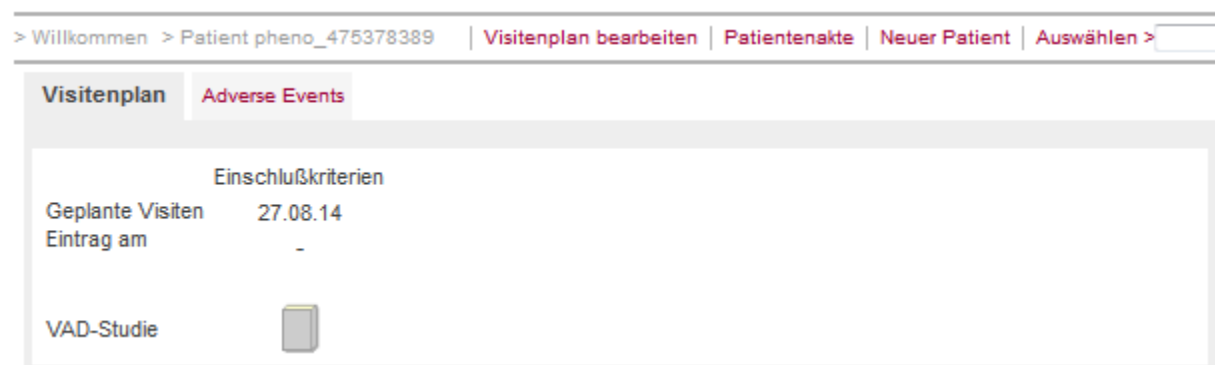 > Willkommen > Patient pheno_475378389 | Visitenplan bearbeiten | Patientenakte | Neuer Patient | Auswählen >
Visitenplan Adverse Events
Einschlußkriterien
Geplante Visiten 27.08.14
Eintrag am -
VAD-Studie